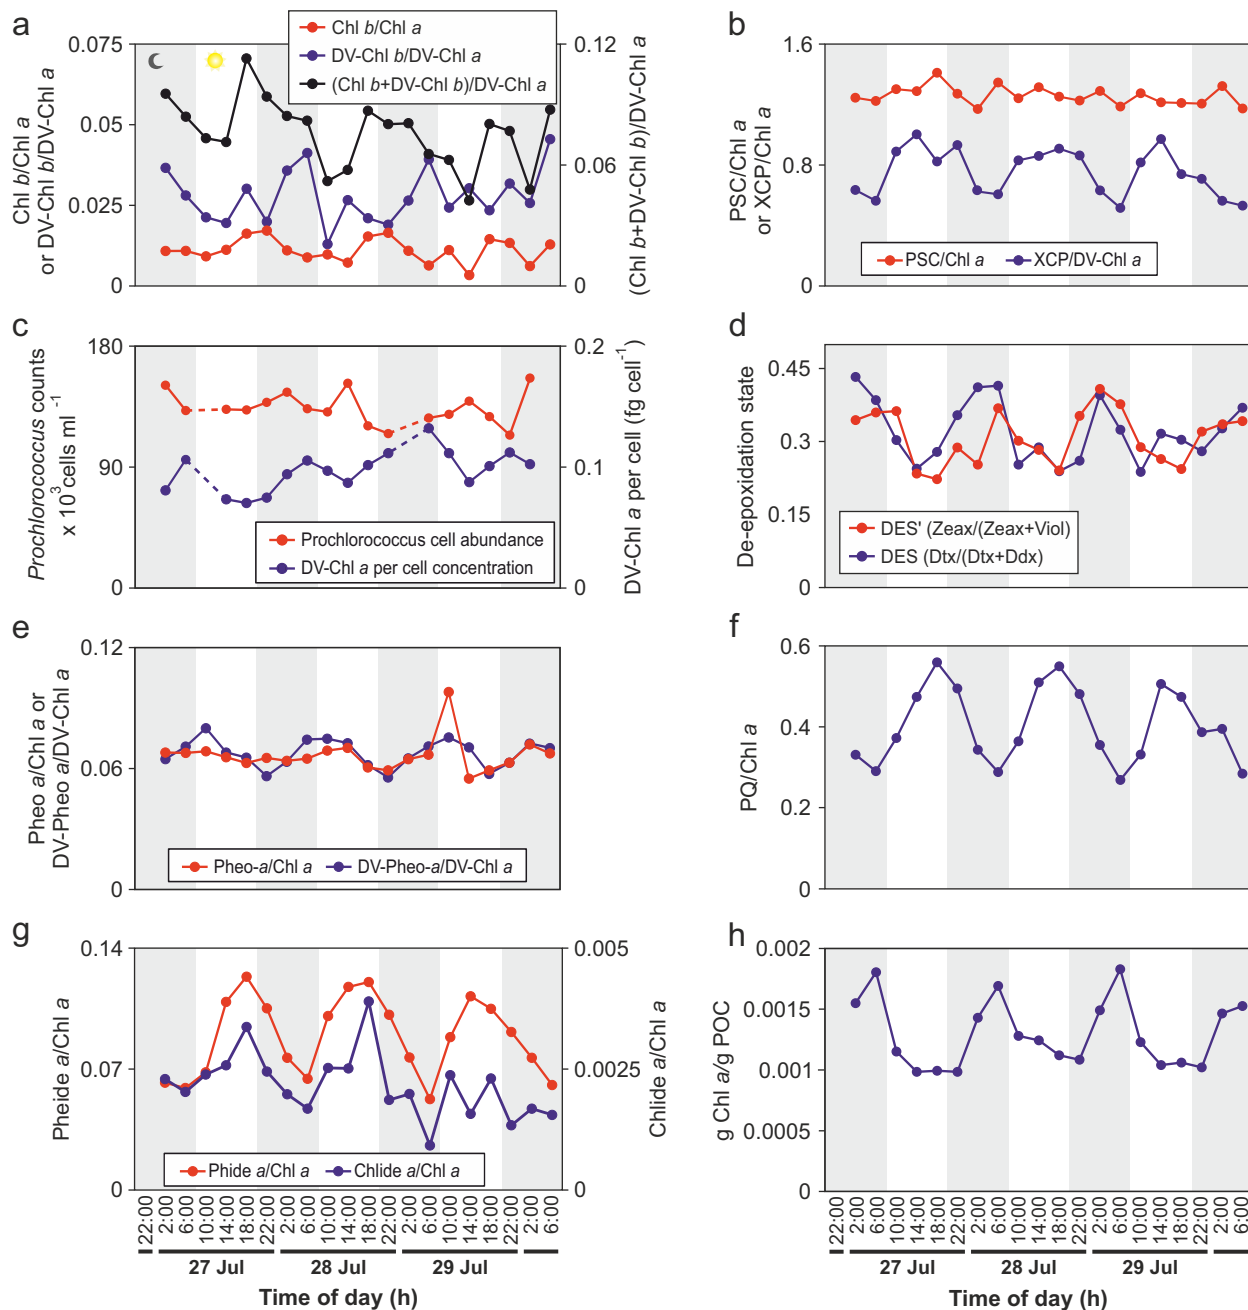 a
Chl b/Chl a
DV-Chl b/DV-Chl a
(Chl b+DV-Chl b)/DV-Chl a
0.075
0.05
0.025
0
Chl b/Chl a
or DV-Chl b/DV-Chl a
0.12
0.06
0
(Chl b+DV-Chl b)/DV-Chl a
b
1.6
0.8
0
PSC/Chl a
or XCP/Chl a
PSC/Chl a
XCP/DV-Chl a
c
180
90
0
Prochlorococcus counts
x 10³cells ml⁻¹
0.2
0.1
0
DV-Chl a per cell (fg cell⁻¹)
Prochlorococcus cell abundance
DV-Chl a per cell concentration
d
0.45
0.3
0.15
0
De-epoxidation state
DES' (Zeax/(Zeax+Viol)
DES (Dtx/(Dtx+Ddx)
e
0.12
0.06
0
Pheo a/Chl a or
DV-Pheo a/DV-Chl a
Pheo-a/Chl a
DV-Pheo-a/DV-Chl a
f
0.6
0.4
0.2
0
PQ/Chl a
g
0.14
0.07
0
Pheide a/Chl a
0.005
0.0025
0
Chlide a/Chl a
Phide a/Chl a
Chlide a/Chl a
22:00 2:00 6:00 10:00 14:00 18:00 22:00 2:00 6:00 10:00 14:00 18:00 22:00 2:00 6:00 10:00 14:00 18:00 22:00 2:00 6:00
27 Jul 28 Jul 29 Jul
Time of day (h)
h
0.002
0.0015
0.001
0.0005
0
g Chl a/g POC
22:00 2:00 6:00 10:00 14:00 18:00 22:00 2:00 6:00 10:00 14:00 18:00 22:00 2:00 6:00 10:00 14:00 18:00 22:00 2:00 6:00
27 Jul 28 Jul 29 Jul
Time of day (h)